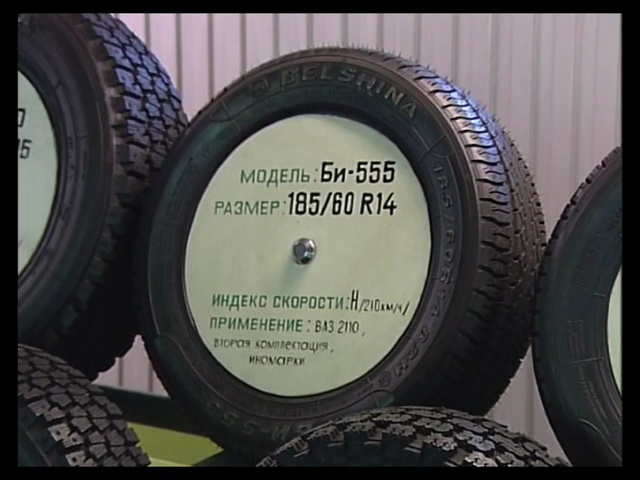 BELSHINA
МОДЕЛЬ: Би-555
РАЗМЕР: 185/60 R14
ИНДЕКС СКОРОСТИ: Н/210км/ч/
ПРИМЕНЕНИЕ: ВАЗ 2110,
ВТОРАЯ КОМПЛЕКТАЦИЯ,
ИНОМАРКИ